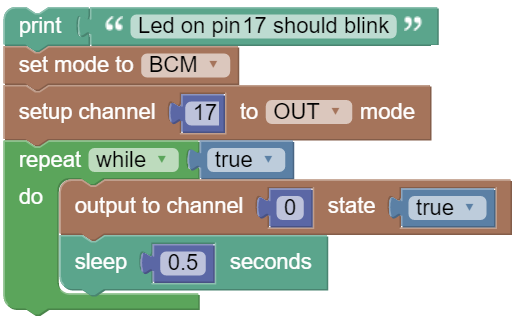 print “ Led on pin17 should blink ”
set mode to BCM
setup channel 17 to OUT mode
repeat while true
do
output to channel 0 state true
sleep 0.5 seconds